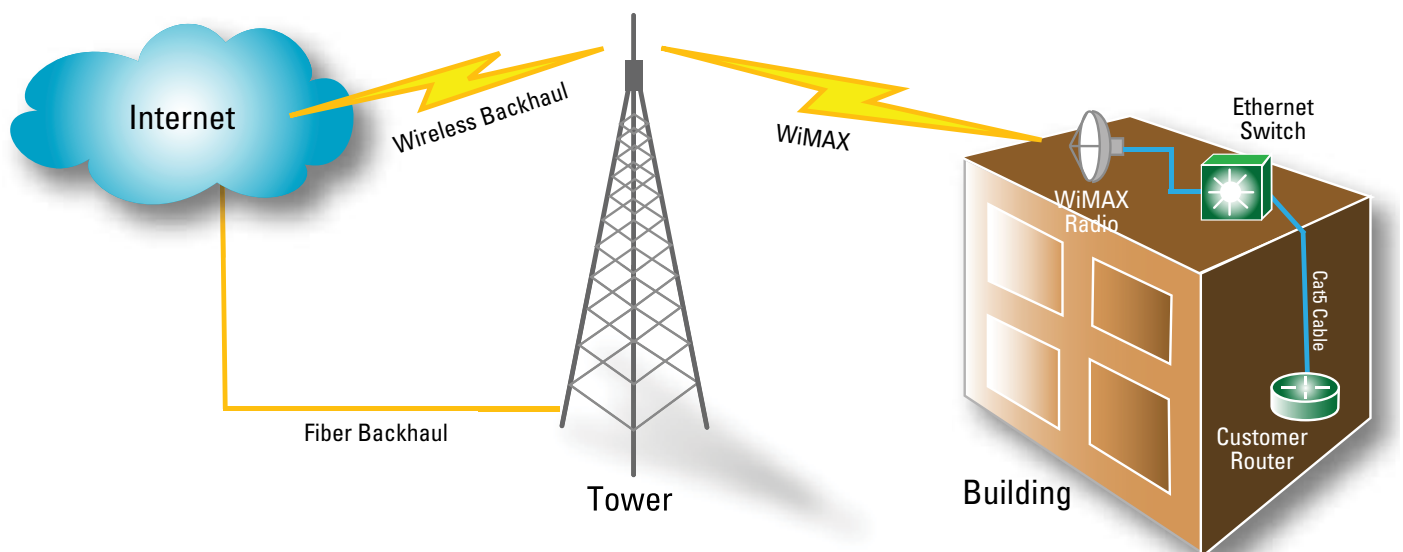 Internet
Wireless Backhaul
WiMAX
Ethernet
Switch
WiMAX
Radio
Cat5 Cable
Fiber Backhaul
Customer
Router
Tower
Building